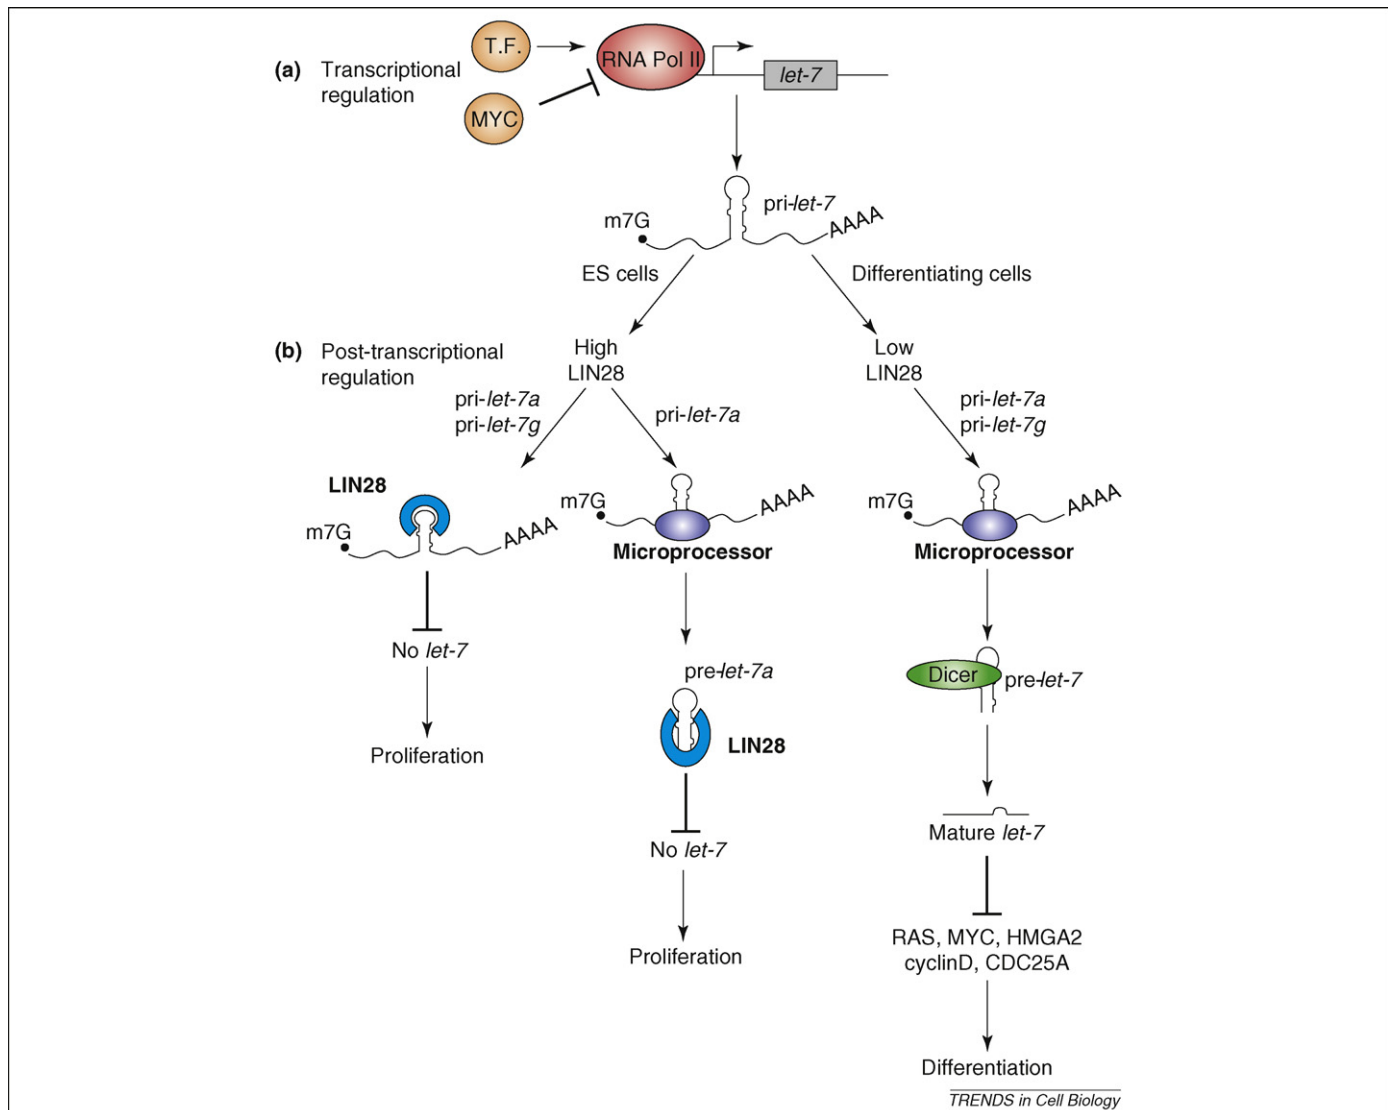 T.F.
RNA Pol II
let-7
(a) Transcriptional
regulation
MYC
pri-let-7
m7G
AAAA
ES cells
Differentiating cells
(b) Post-transcriptional
regulation
High
LIN28
Low
LIN28
pri-let-7a
pri-let-7g
pri-let-7a
pri-let-7a
pri-let-7g
LIN28
m7G
AAAA
m7G
AAAA
Microprocessor
m7G
AAAA
Microprocessor
No let-7
Proliferation
pre-let-7a
LIN28
No let-7
Proliferation
Dicer
pre-let-7
Mature let-7
RAS, MYC, HMGA2
cyclinD, CDC25A
Differentiation
TRENDS in Cell Biology